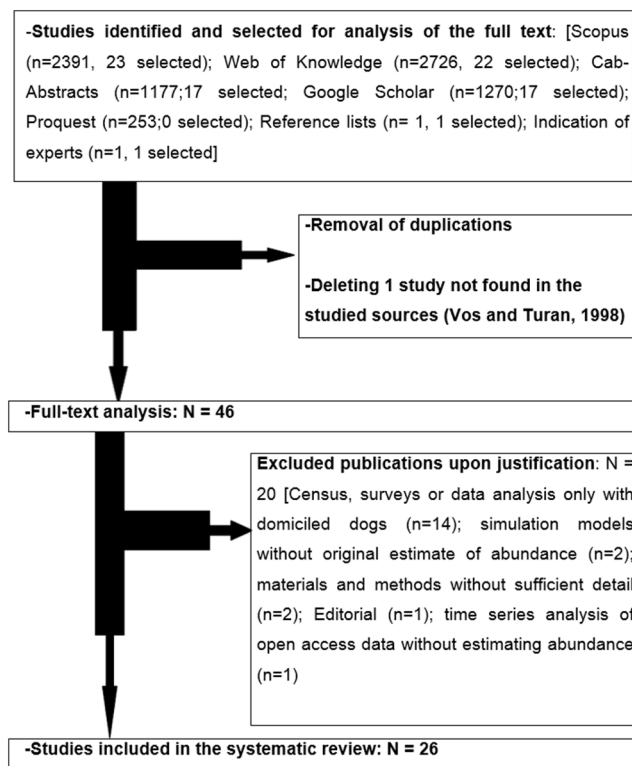 -Studies identified and selected for analysis of the full text: [Scopus
(n=2391, 23 selected); Web of Knowledge (n=2726, 22 selected); Cab-
Abstracts (n=1177;17 selected; Google Scholar (n=1270;17 selected);
Proquest (n=253;0 selected); Reference lists (n= 1, 1 selected); Indication of
experts (n=1, 1 selected]
-Removal of duplications
-Deleting 1 study not found in the
studied sources (Vos and Turan, 1998)
-Full-text analysis: N = 46
Excluded publications upon justification: N =
20 [Census, surveys or data analysis only with
domiciled dogs (n=14); simulation models
without original estimate of abundance (n=2);
materials and methods without sufficient detail
(n=2); Editorial (n=1); time series analysis of
open access data without estimating abundance
(n=1)
-Studies included in the systematic review: N = 26